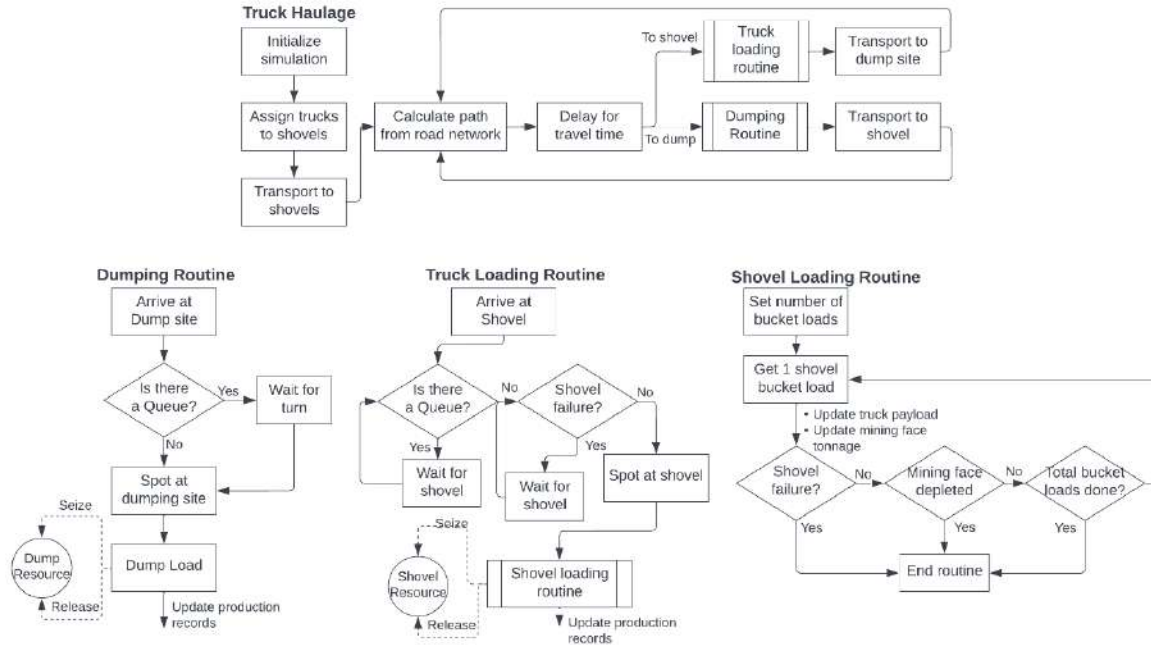 Truck Haulage
Initialize
simulation
Assign trucks
to shovels
Transport to
shovels
Calculate path
from road network
Delay for
travel time
To shovel
Truck
loading
routine
Transport to
dump site
To dump
Dumping
Routine
Transport to
shovel
Dumping Routine
Arrive at
Dump site
Is there
a Queue?
Yes
Wait for
turn
No
Spot at
dumping site
Seize
Dump
Resource
Dump Load
Release
Update production
records
Truck Loading Routine
Arrive at
Shovel
Is there
a Queue?
No
Shovel
failure?
No
Yes
Wait for
shovel
Yes
Wait for
shovel
Spot at shovel
Seize
Shovel
Resource
Shovel loading
routine
Release
Update production
records
Shovel Loading Routine
Set number of
bucket loads
Get 1 shovel
bucket load
• Update truck payload
• Update mining face
tonnage
Shovel
failure?
No
Mining face
depleted
No
Total bucket
loads done?
Yes
Yes
Yes
End routine